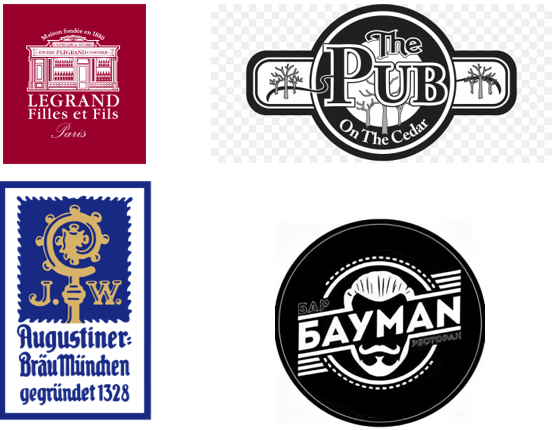 Maison fondée en 1880
LEGRAND
Filles et Fils
Paris
The
PUB
On The Cedar
J. W.
Augustiner-
Bräu München
gegründet 1328
БАР
БАУMAN
РЕСТОРАН